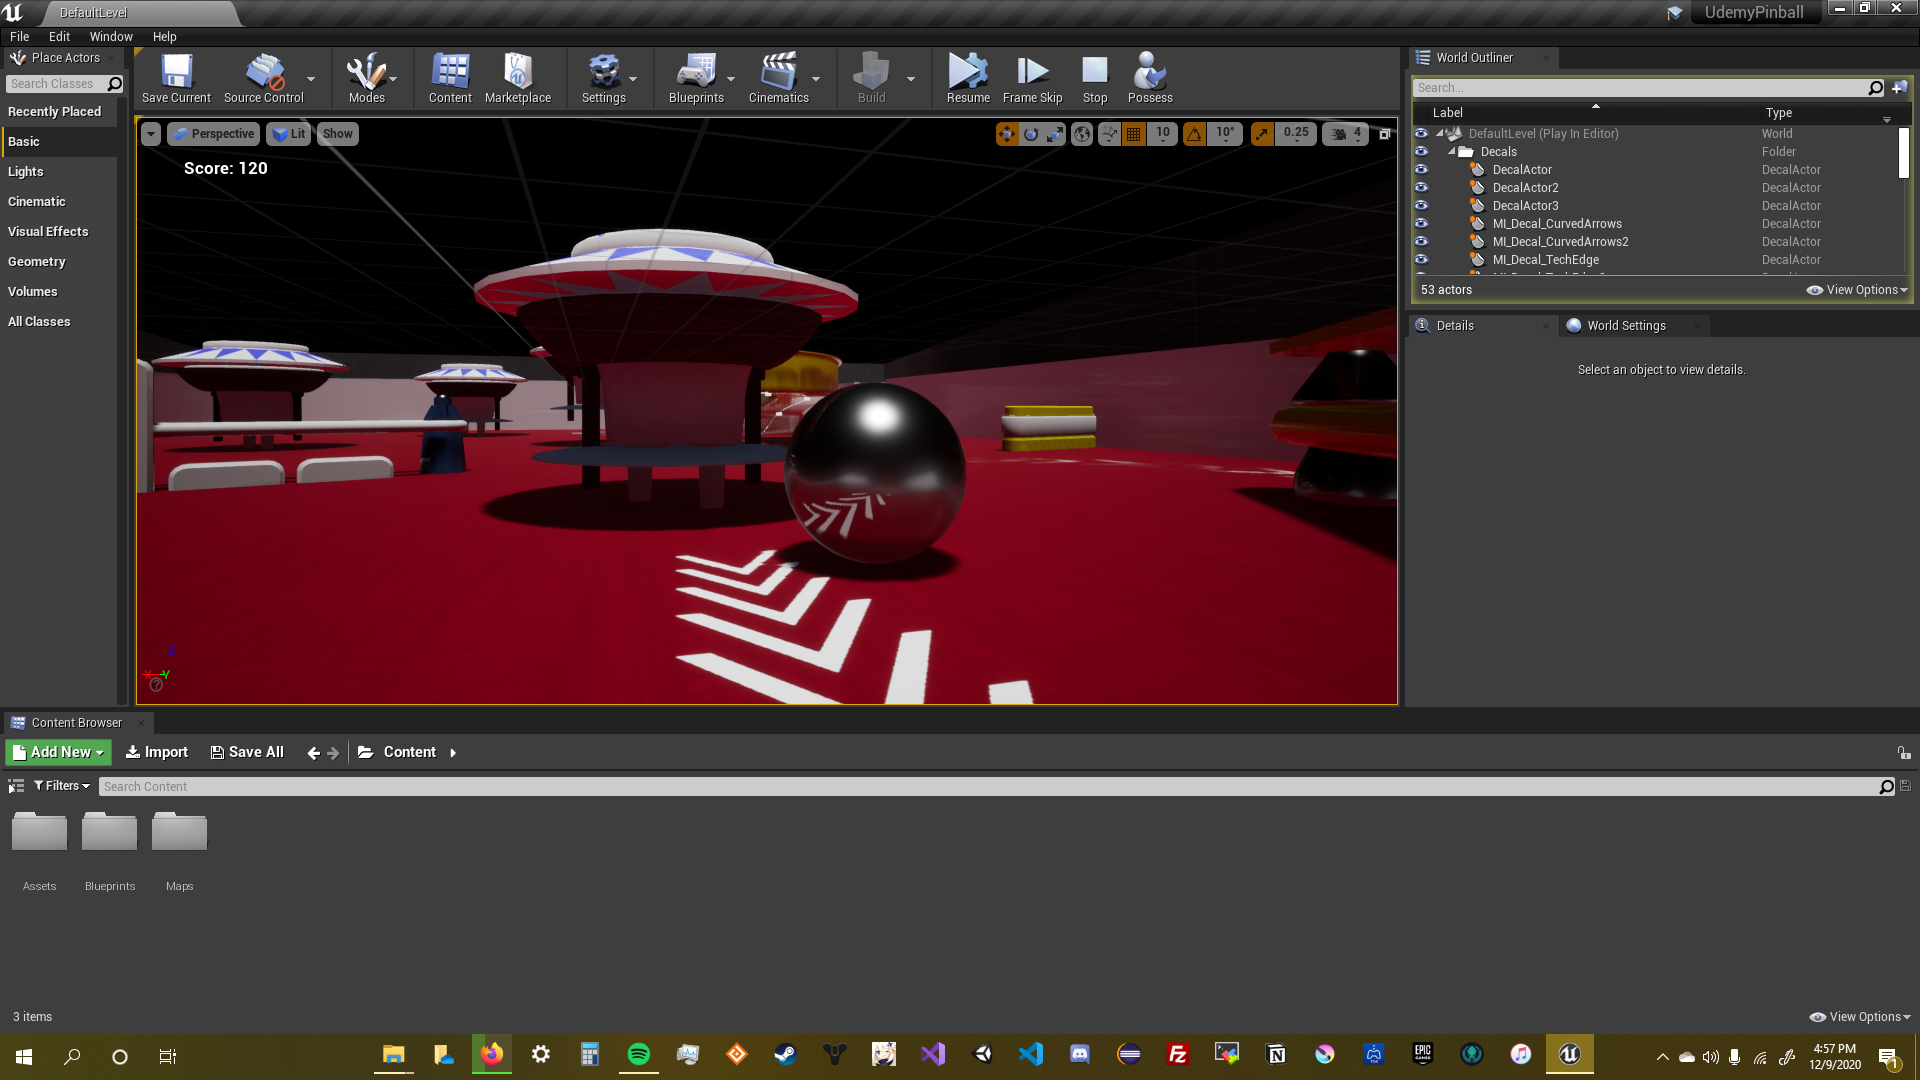 DefaultLevel
UdemyPinball
File Edit Window Help
Place Actors
Search Classes
Recently Placed
Basic
Lights
Cinematic
Visual Effects
Geometry
Volumes
All Classes
Save Current Source Control Modes Content Marketplace Settings Blueprints Cinematics Build Resume Frame Skip Stop Possess
Perspective Lit Show 10 10° 0.25 4
Score: 120
Z
X Y
World Outliner
Search...
Label Type
DefaultLevel (Play In Editor) World
Decals Folder
DecalActor DecalActor
DecalActor2 DecalActor
DecalActor3 DecalActor
MI_Decal_CurvedArrows DecalActor
MI_Decal_CurvedArrows2 DecalActor
MI_Decal_TechEdge DecalActor
53 actors View Options
Details World Settings
Select an object to view details.
Content Browser
Add New Import Save All Content
Filters Search Content
Assets Blueprints Maps
3 items View Options
EPIC GAMES
4:57 PM
12/9/2020
1